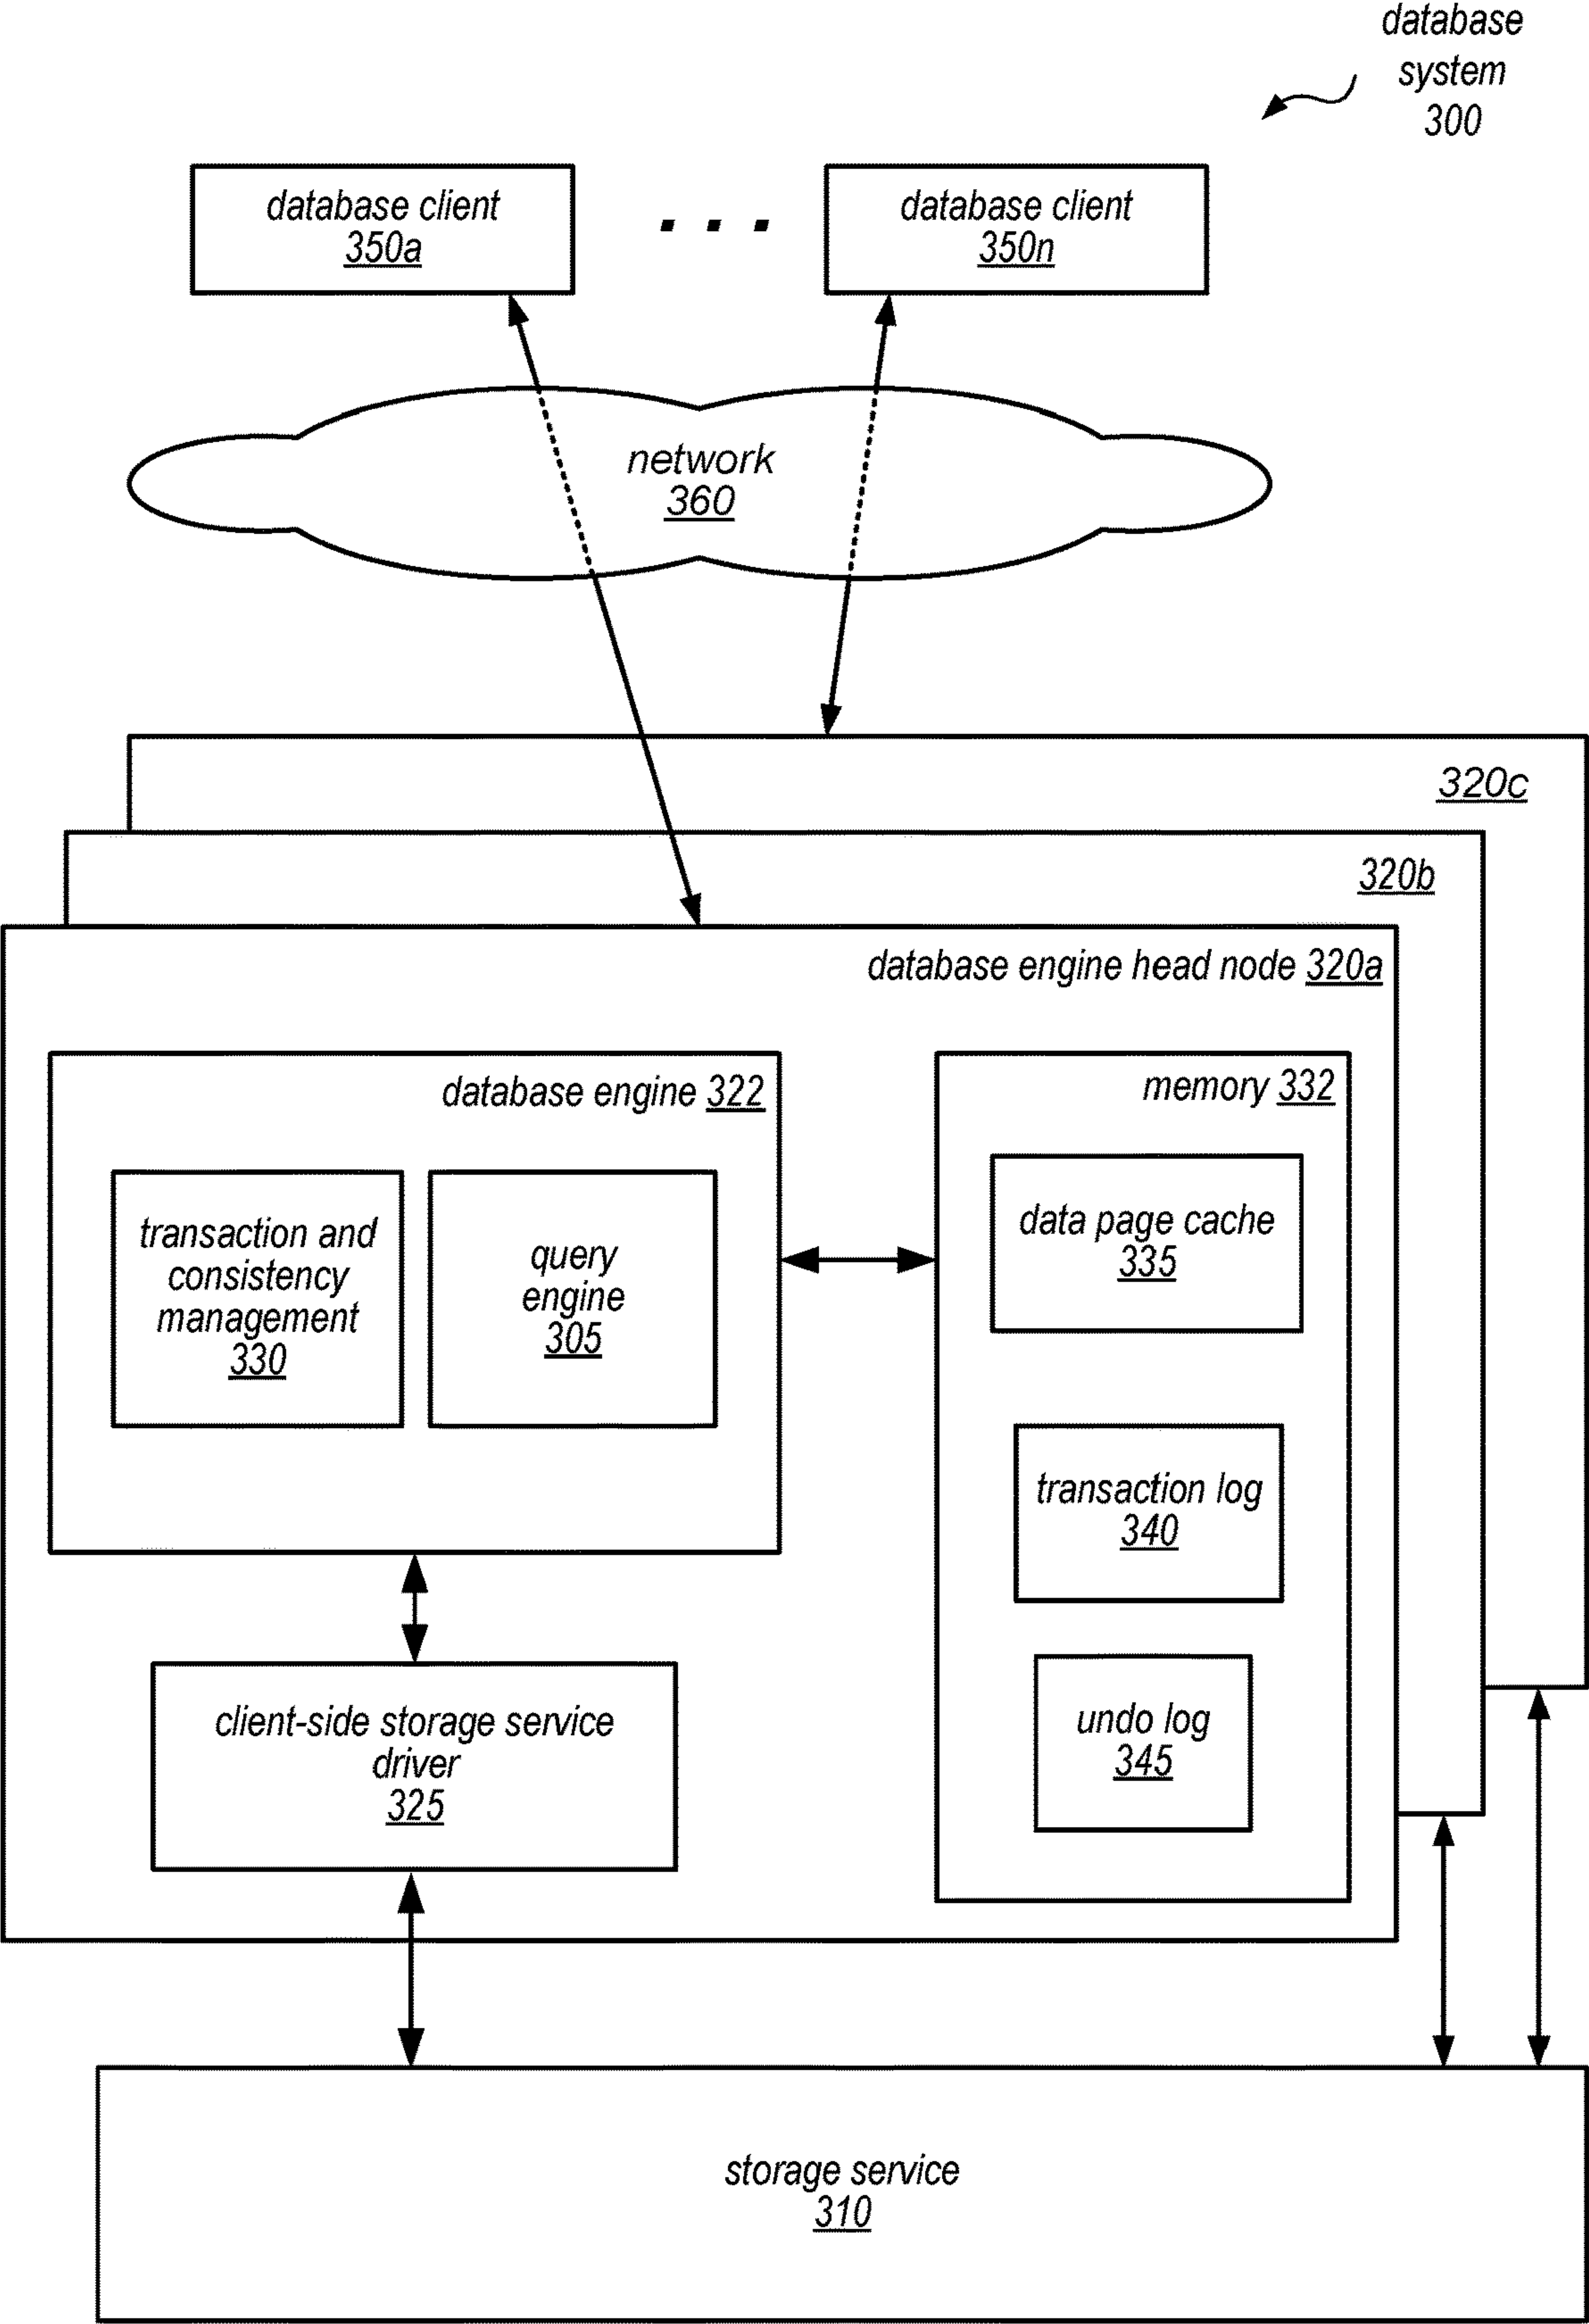 database
system
300
database client
350a
. . .
database client
350n
network
360
320c
320b
database engine head node 320a
database engine 322
memory 332
transaction and
consistency
management
330
query
engine
305
data page cache
335
transaction log
340
client-side storage service
driver
325
undo log
345
storage service
310